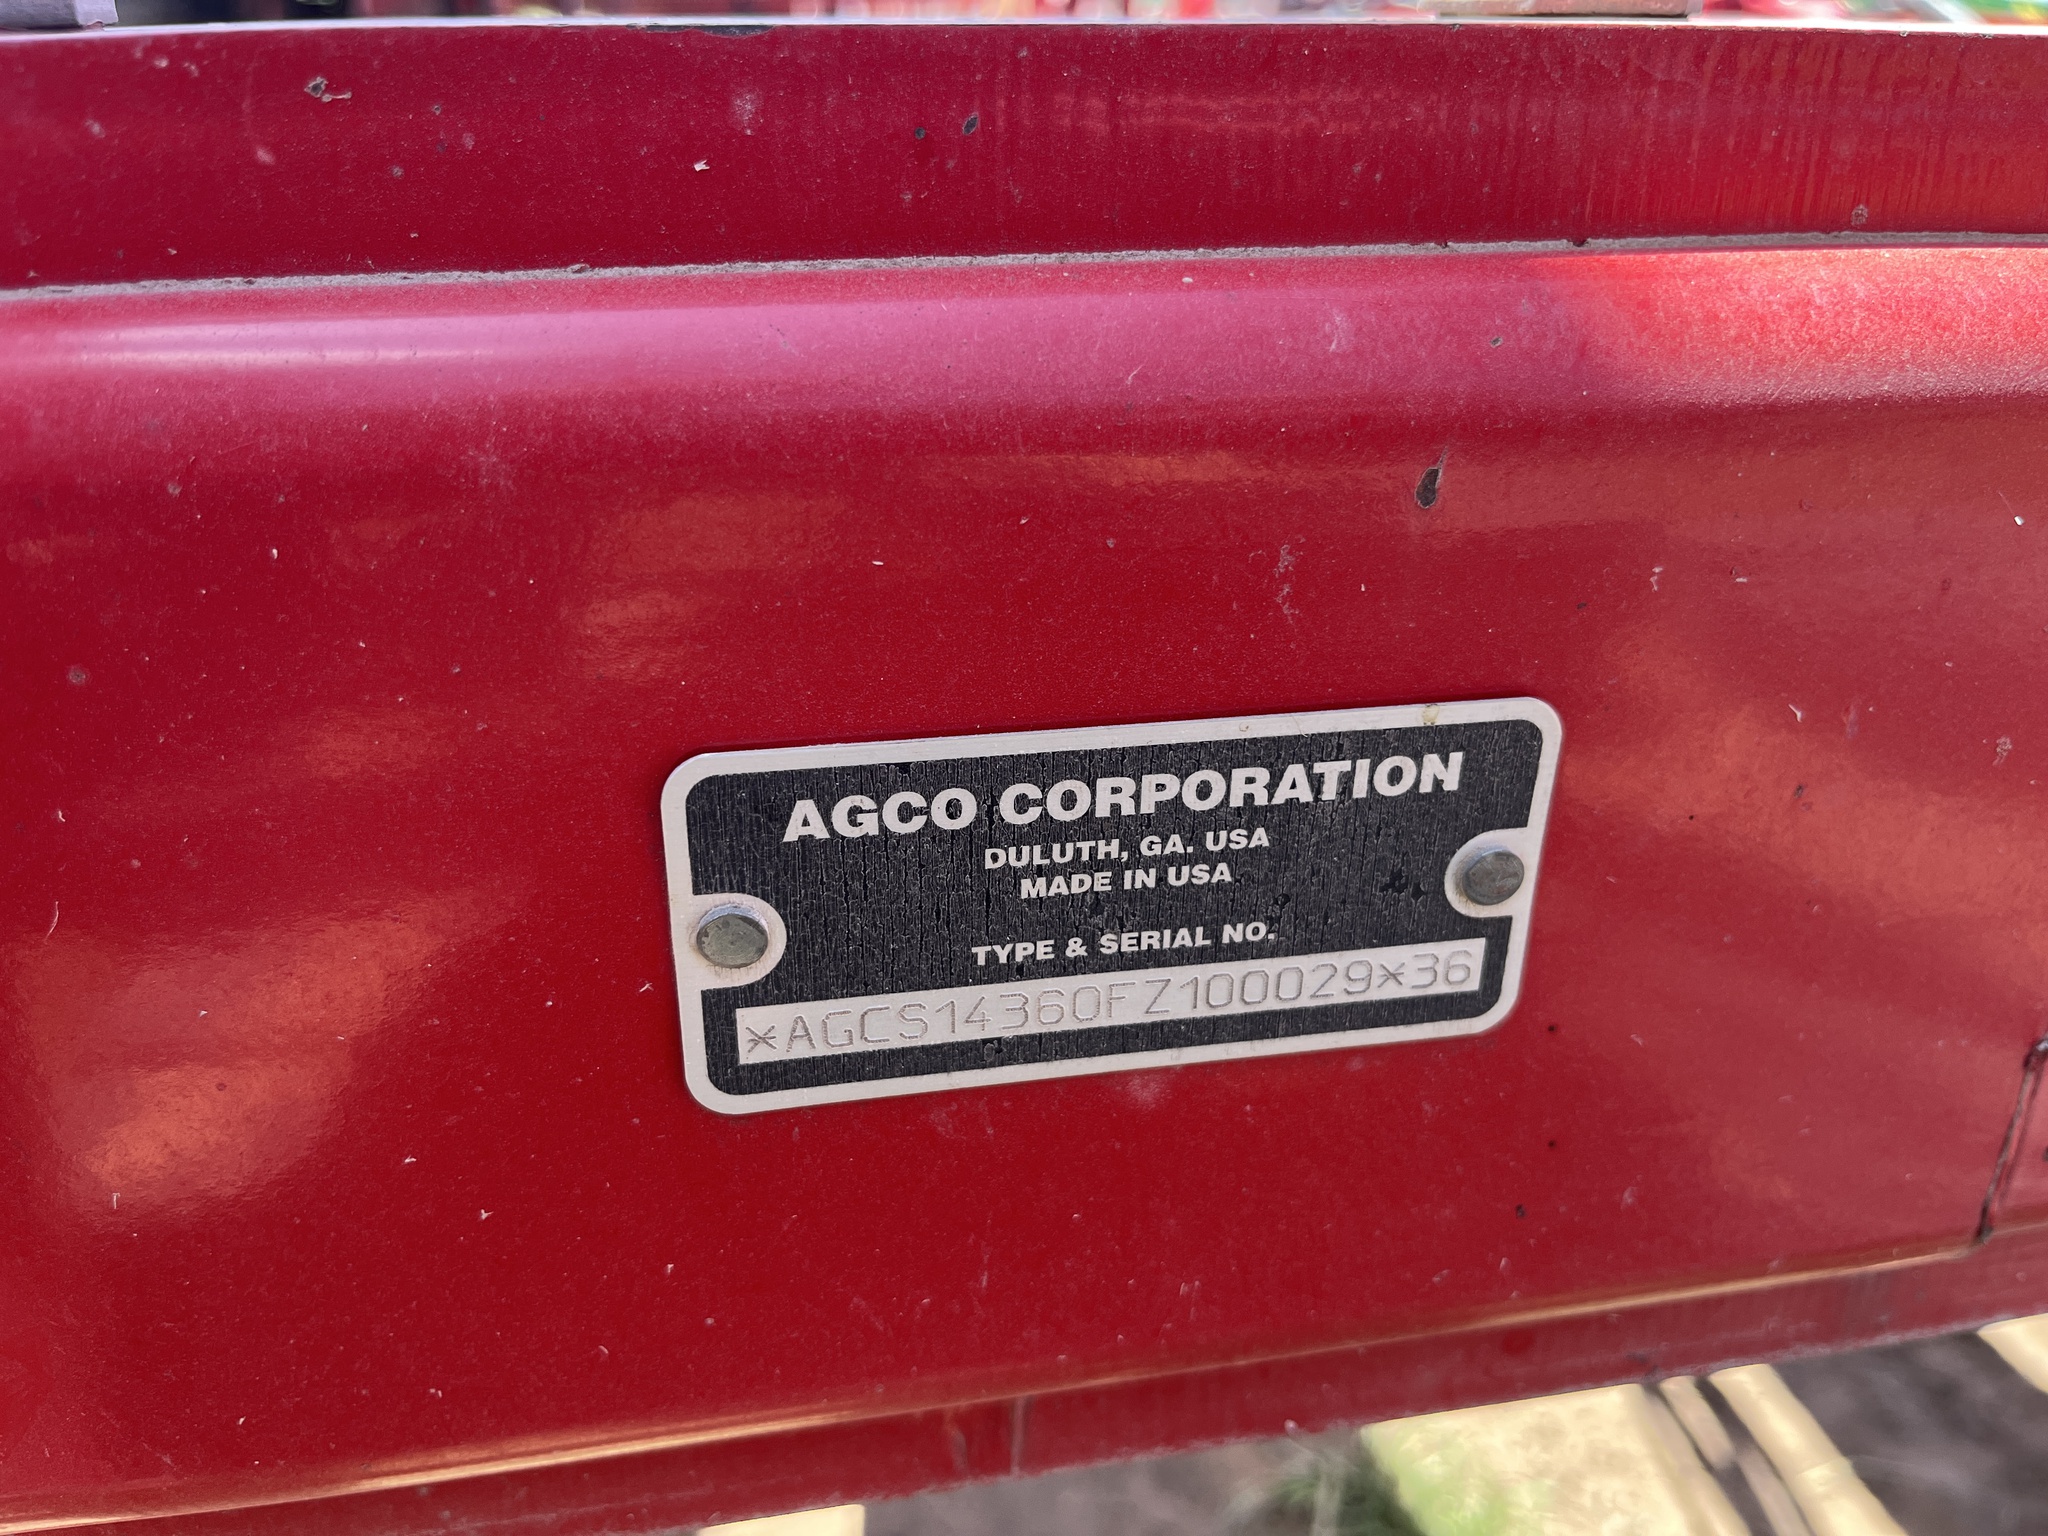 AGCO CORPORATION
DULUTH, GA. USA
MADE IN USA
TYPE & SERIAL NO.
*AGCS14360FZ100029*36